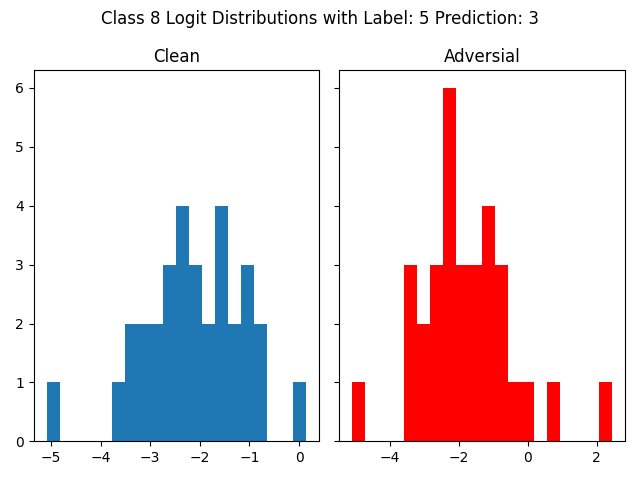 Class 8 Logit Distributions with Label: 5 Prediction: 3
Clean
Adversial
6
5
4
3
2
1
0
−5 −4 −3 −2 −1 0
−4 −2 0 2